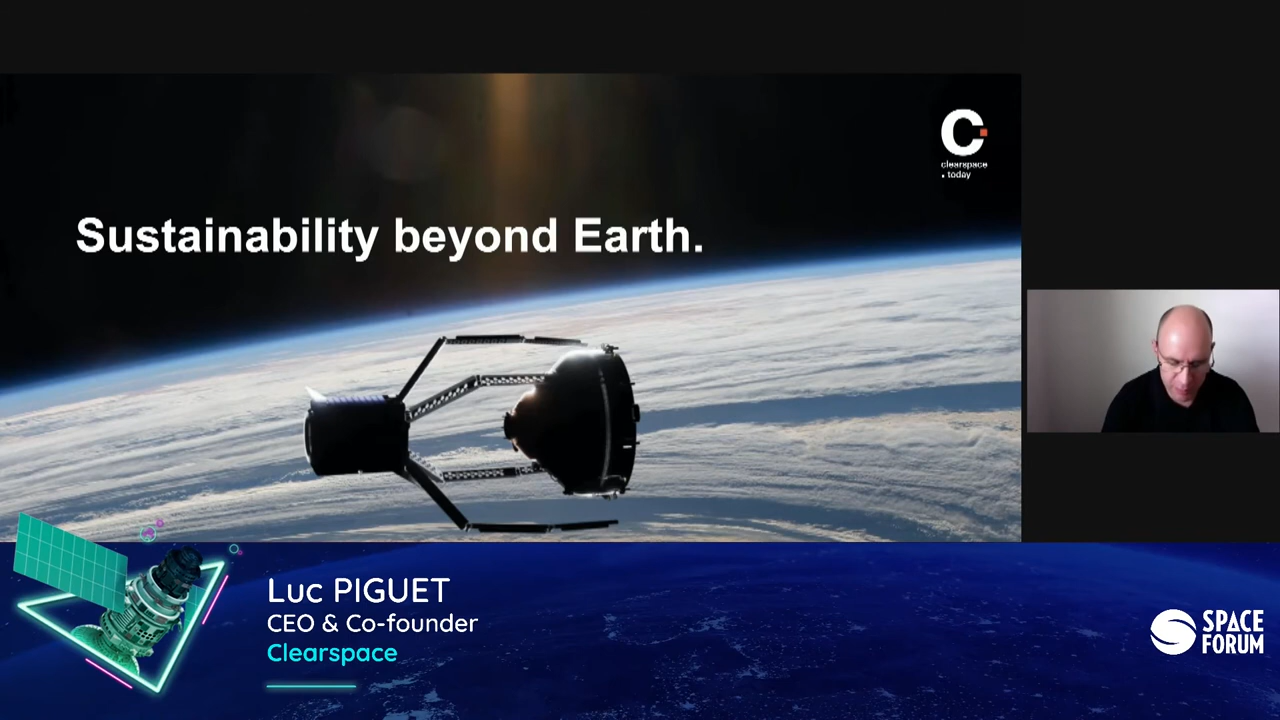 clearspace
. today
Sustainability beyond Earth.
Luc PIGUET
CEO & Co-founder
Clearspace
SPACE
FORUM